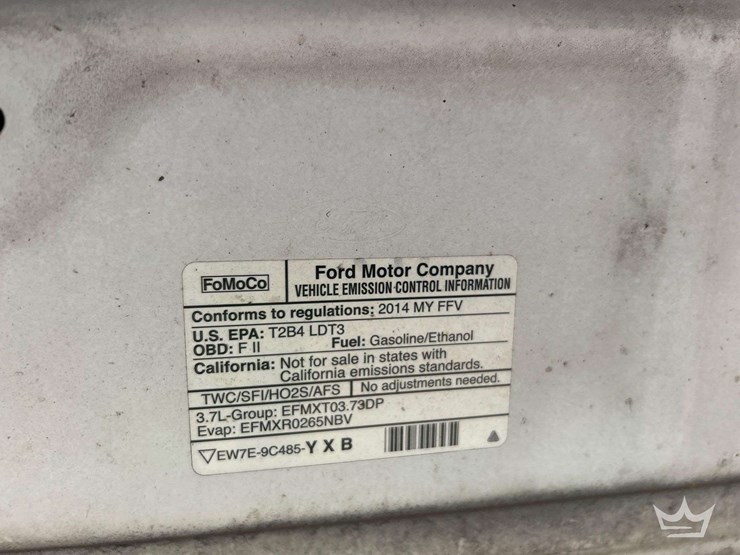 FoMoCo
Ford Motor Company
VEHICLE EMISSION CONTROL INFORMATION
Conforms to regulations: 2014 MY FFV
U.S. EPA: T2B4 LDT3
OBD: F II Fuel: Gasoline/Ethanol
California: Not for sale in states with
California emissions standards.
TWC/SFI/HO2S/AFS No adjustments needed.
3.7L-Group: EFMXT03.73DP
Evap: EFMXR0265NBV
EW7E-9C485-Y X B